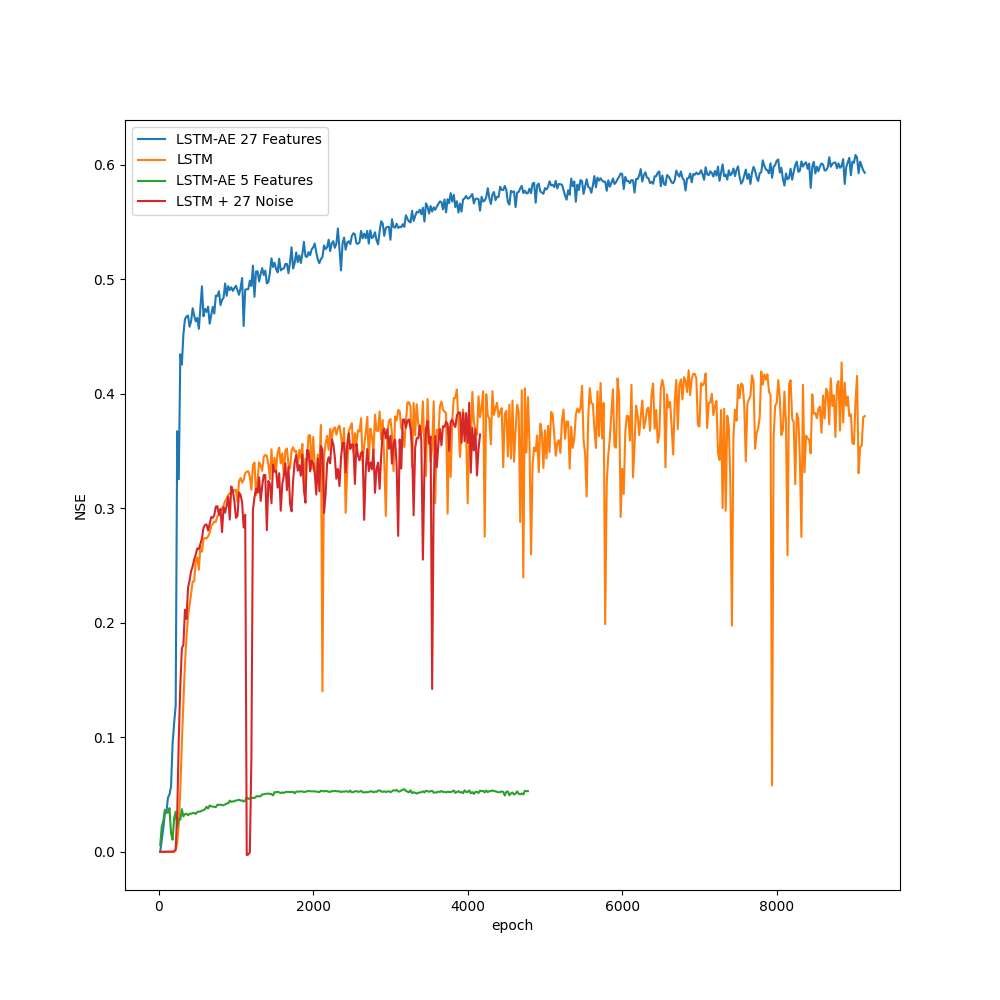 LSTM-AE 27 Features
LSTM
LSTM-AE 5 Features
LSTM + 27 Noise
0.6
0.5
0.4
0.3
0.2
0.1
0.0
NSE
0 2000 4000 6000 8000
epoch